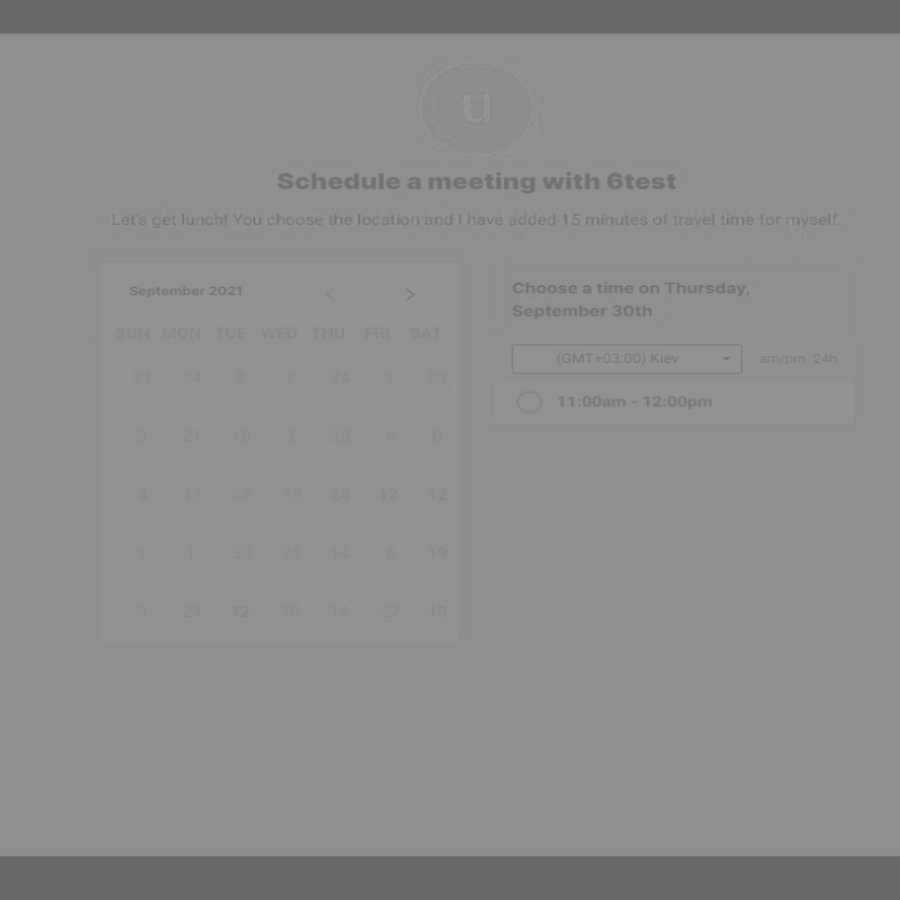 u
Schedule a meeting with 6test
Let's get lunch! You choose the location and I have added 15 minutes of travel time for myself.
September 2021 < >
SUN MON TUE WED THU FRI SAT
21 24 8 2 24 9 29
3 21 10 2 25 6 8
4 11 23 13 24 12 12
1 1 30 25 14 6 19
9 24 12 10 14 27 19
Choose a time on Thursday,
September 30th
(GMT+03:00) Kiev am/pm 24h
11:00am - 12:00pm